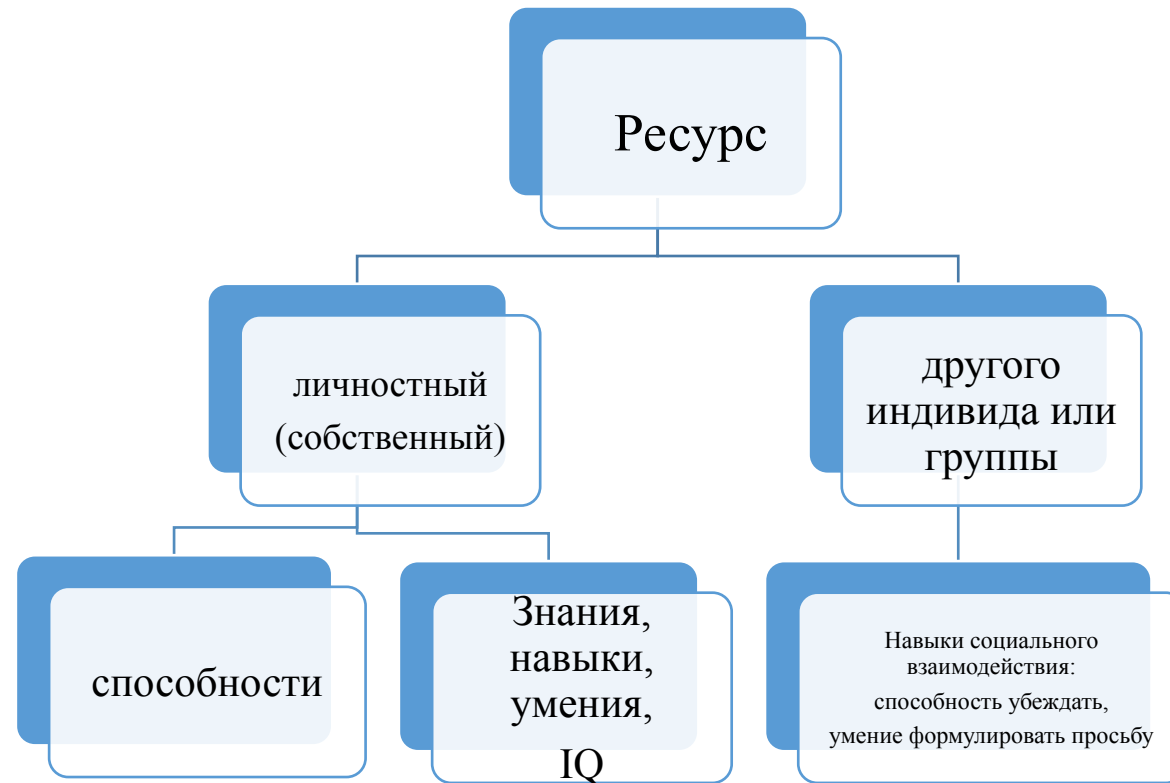 Ресурс
личностный
(собственный)
другого
индивида или
группы
способности
Знания,
навыки,
умения,
IQ
Навыки социального
взаимодействия:
способность убеждать,
умение формулировать просьбу